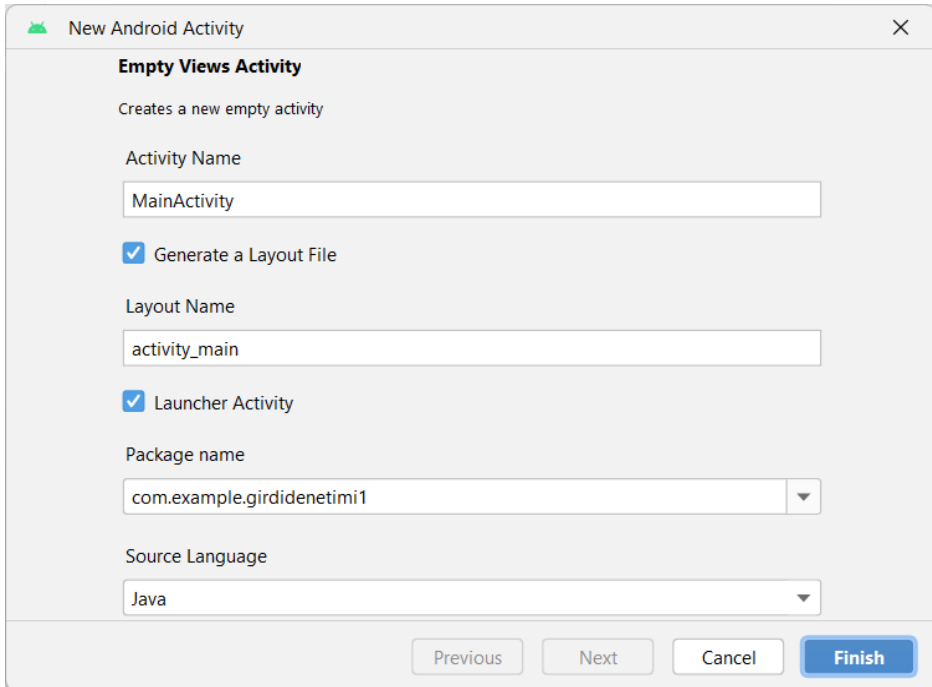 New Android Activity
Empty Views Activity
Creates a new empty activity
Activity Name
MainActivity
Generate a Layout File
Layout Name
activity_main
Launcher Activity
Package name
com.example.girdidenetimi1
Source Language
Java
Previous Next Cancel Finish